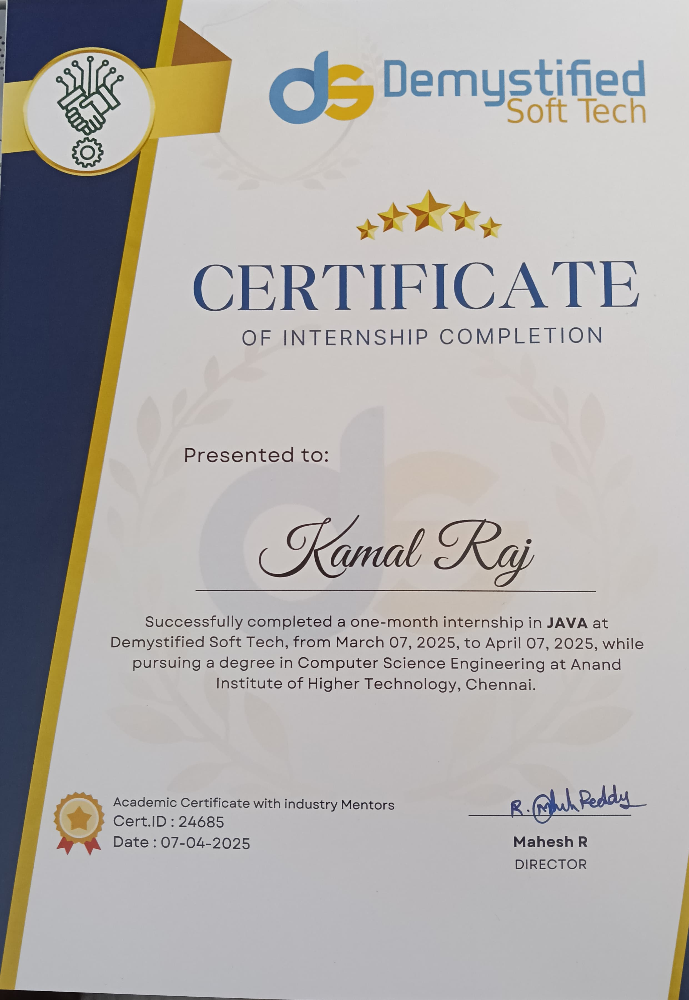 ds Demystified
Soft Tech
CERTIFICATE
OF INTERNSHIP COMPLETION
Presented to:
Kamal Raj
Successfully completed a one-month internship in JAVA at
Demystified Soft Tech, from March 07, 2025, to April 07, 2025, while
pursuing a degree in Computer Science Engineering at Anand
Institute of Higher Technology, Chennai.
Academic Certificate with industry Mentors
Cert.ID : 24685
Date : 07-04-2025
R. Reddy
Mahesh R
DIRECTOR